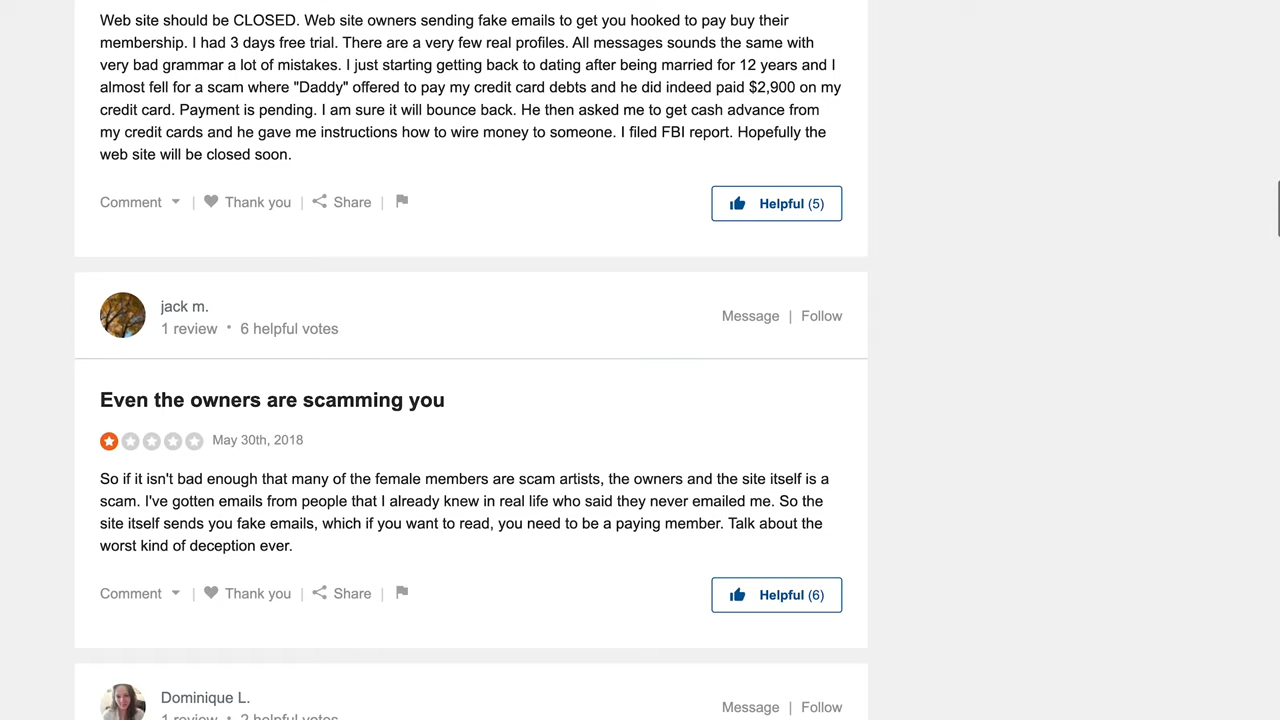 Web site should be CLOSED. Web site owners sending fake emails to get you hooked to pay buy their
membership. I had 3 days free trial. There are a very few real profiles. All messages sounds the same with
very bad grammar a lot of mistakes. I just starting getting back to dating after being married for 12 years and I
almost fell for a scam where "Daddy" offered to pay my credit card debts and he did indeed paid $2,900 on my
credit card. Payment is pending. I am sure it will bounce back. He then asked me to get cash advance from
my credit cards and he gave me instructions how to wire money to someone. I filed FBI report. Hopefully the
web site will be closed soon.
Comment | Thank you | Share | Helpful (5)
jack m.
1 review • 6 helpful votes
Message | Follow
Even the owners are scamming you
May 30th, 2018
So if it isn't bad enough that many of the female members are scam artists, the owners and the site itself is a
scam. I've gotten emails from people that I already knew in real life who said they never emailed me. So the
site itself sends you fake emails, which if you want to read, you need to be a paying member. Talk about the
worst kind of deception ever.
Comment | Thank you | Share | Helpful (6)
Dominique L.
Message | Follow
1 review • 2 helpful votes